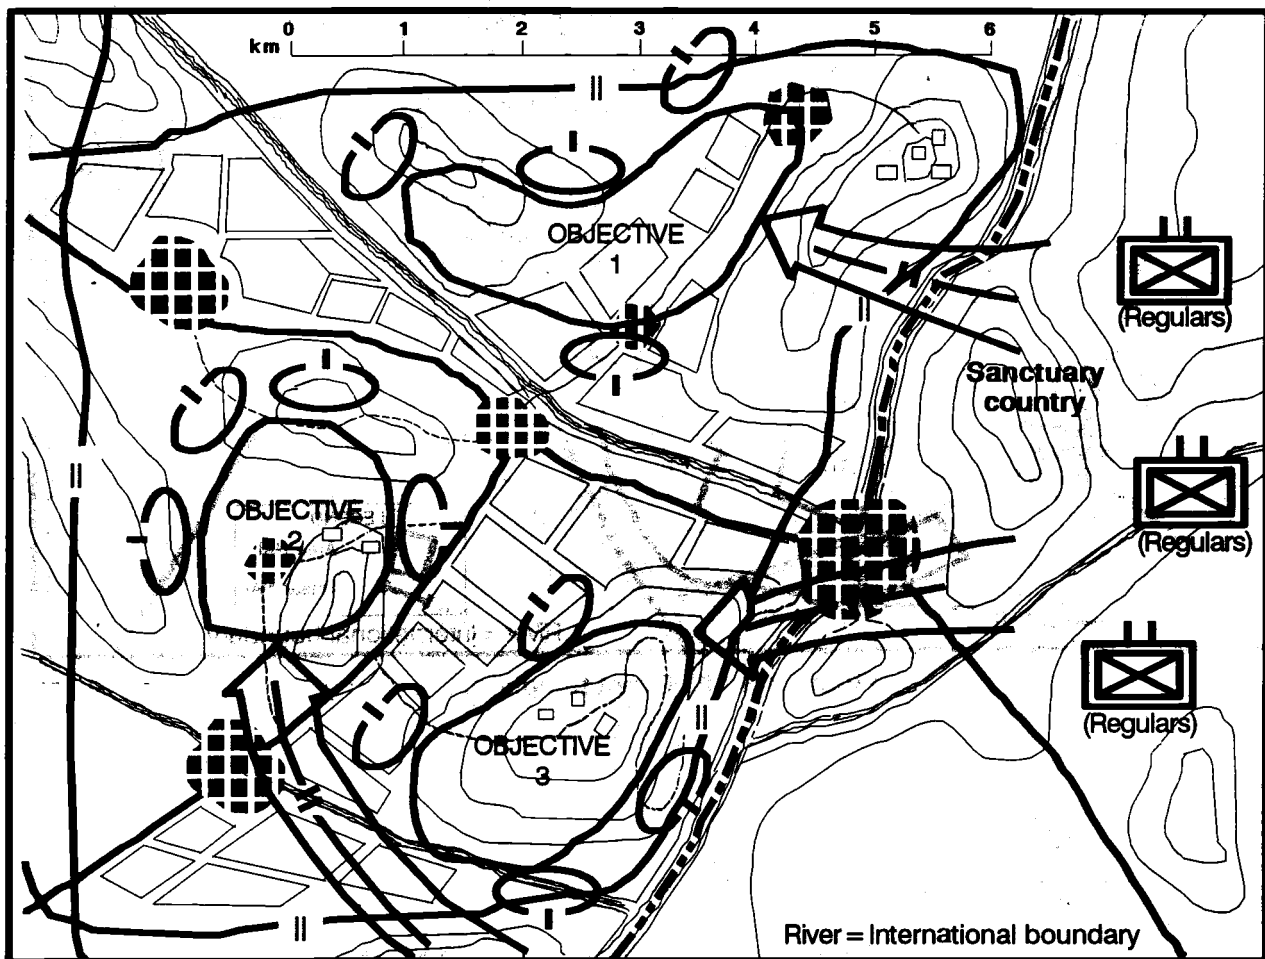 0 1 2 3 4 5 6
km
OBJECTIVE
1
(Regulars)
Sanctuary
country
OBJECTIVE
2
(Regulars)
(Regulars)
OBJECTIVE
3
River = International boundary